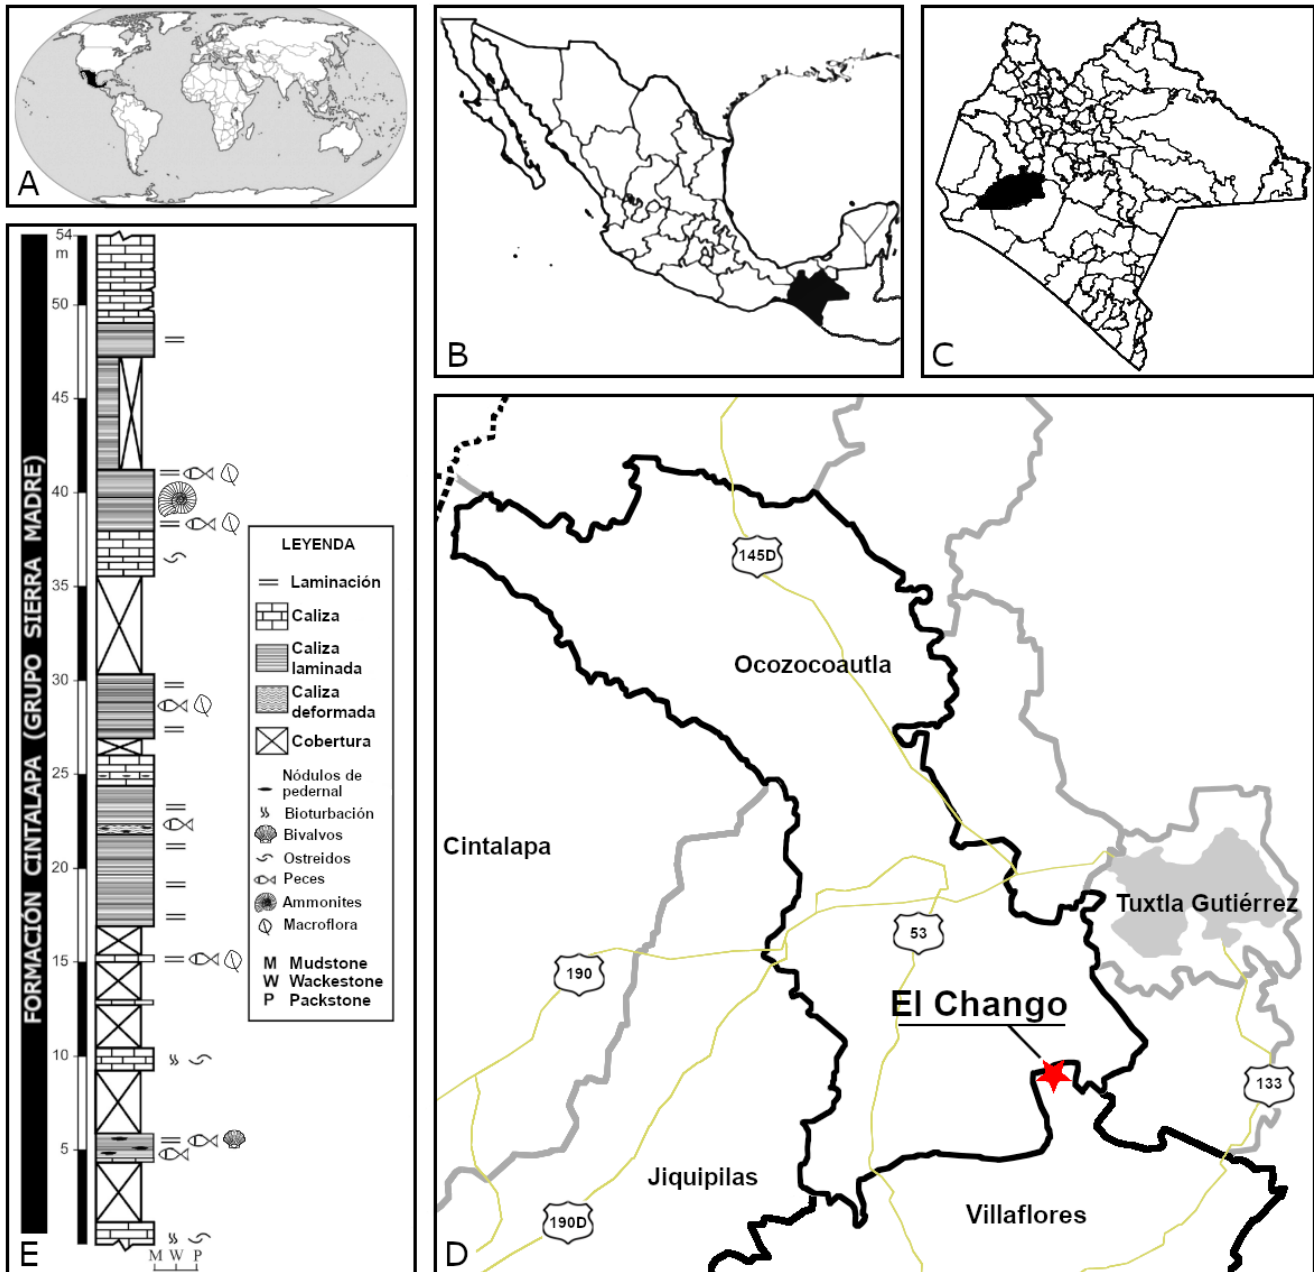 A
B
C
FORMACIÓN CINTALAPA (GRUPO SIERRA MADRE)
54
m
50
45
40
35
30
25
20
15
10
5
LEYENDA
Laminación
Caliza
Caliza
laminada
Caliza
deformada
Cobertura
Nódulos de
pedernal
Bioturbación
Bivalvos
Ostreidos
Peces
Ammonites
Macroflora
M Mudstone
W Wackestone
P Packstone
M W P
E
145D
Ocozocoautla
Cintalapa
Tuxtla Gutiérrez
53
190
El Chango
133
Jiquipilas
190D
Villaflores
D